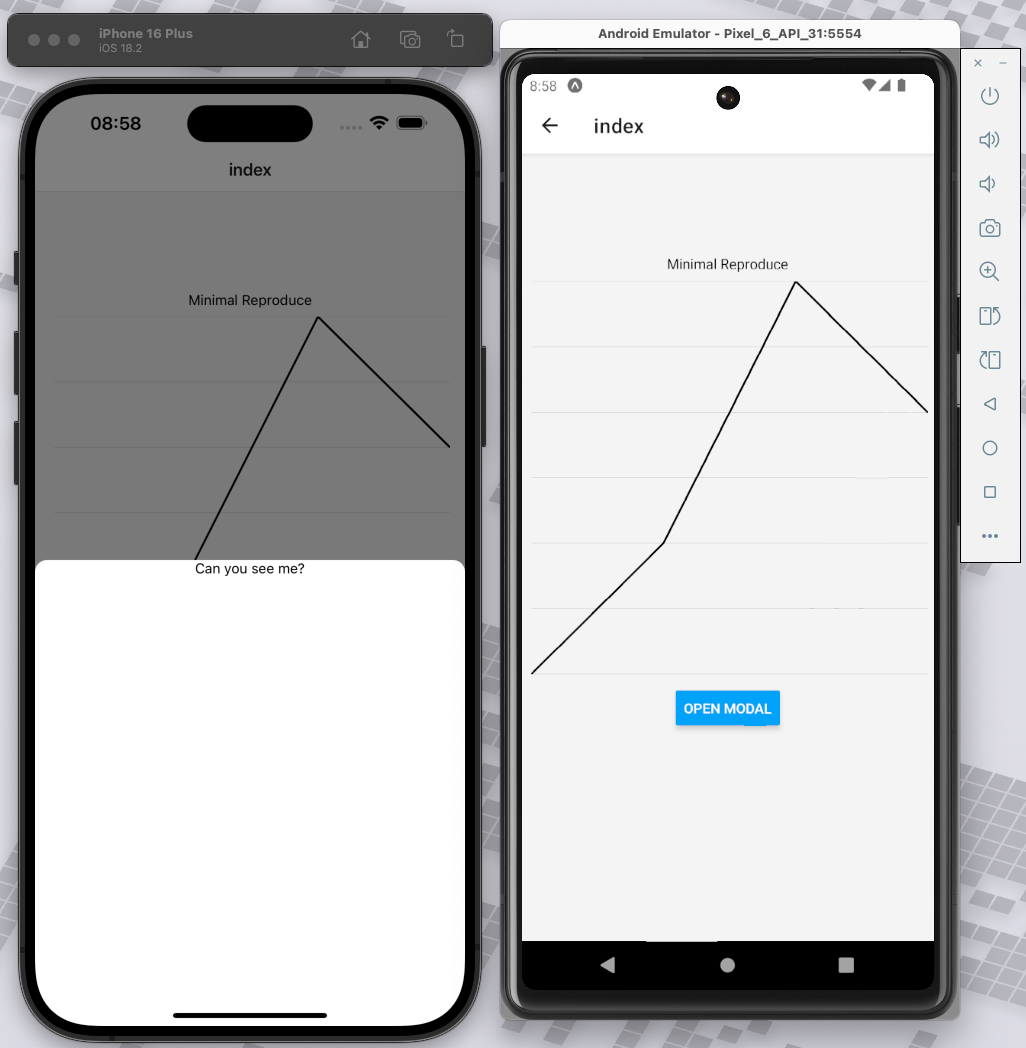 iPhone 16 Plus
iOS 18.2
08:58
index
Minimal Reproduce
Can you see me?
Android Emulator - Pixel_6_API_31:5554
8:58
index
Minimal Reproduce
OPEN MODAL